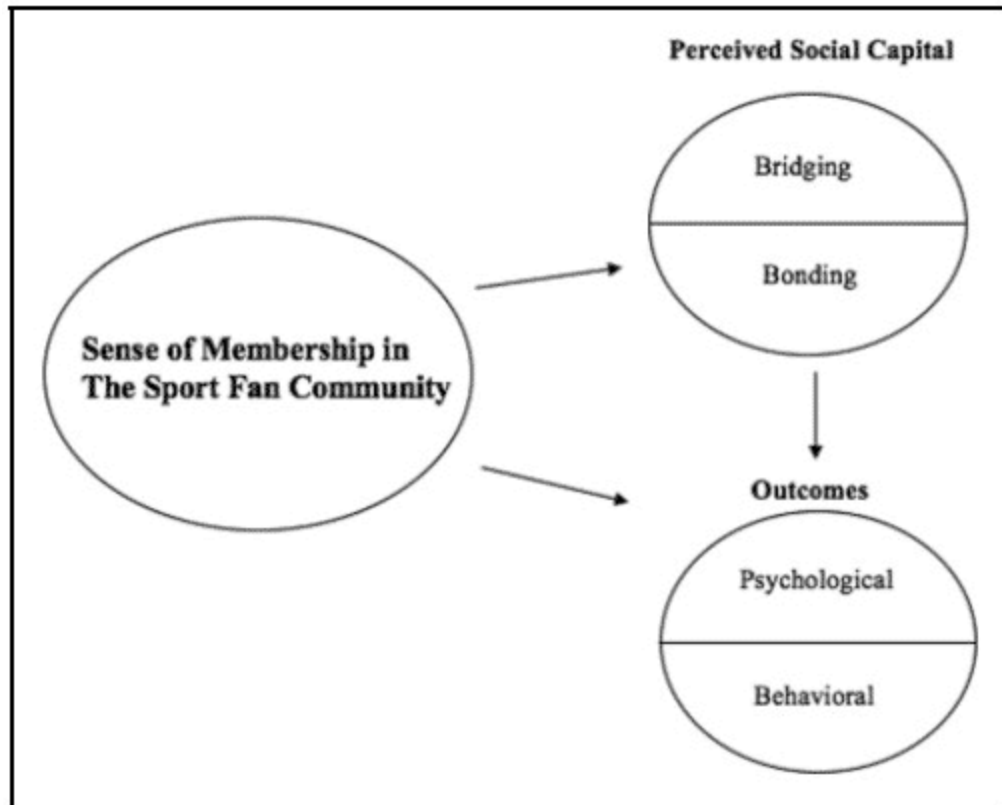 Perceived Social Capital
Bridging
Bonding
Sense of Membership in
The Sport Fan Community
Outcomes
Psychological
Behavioral